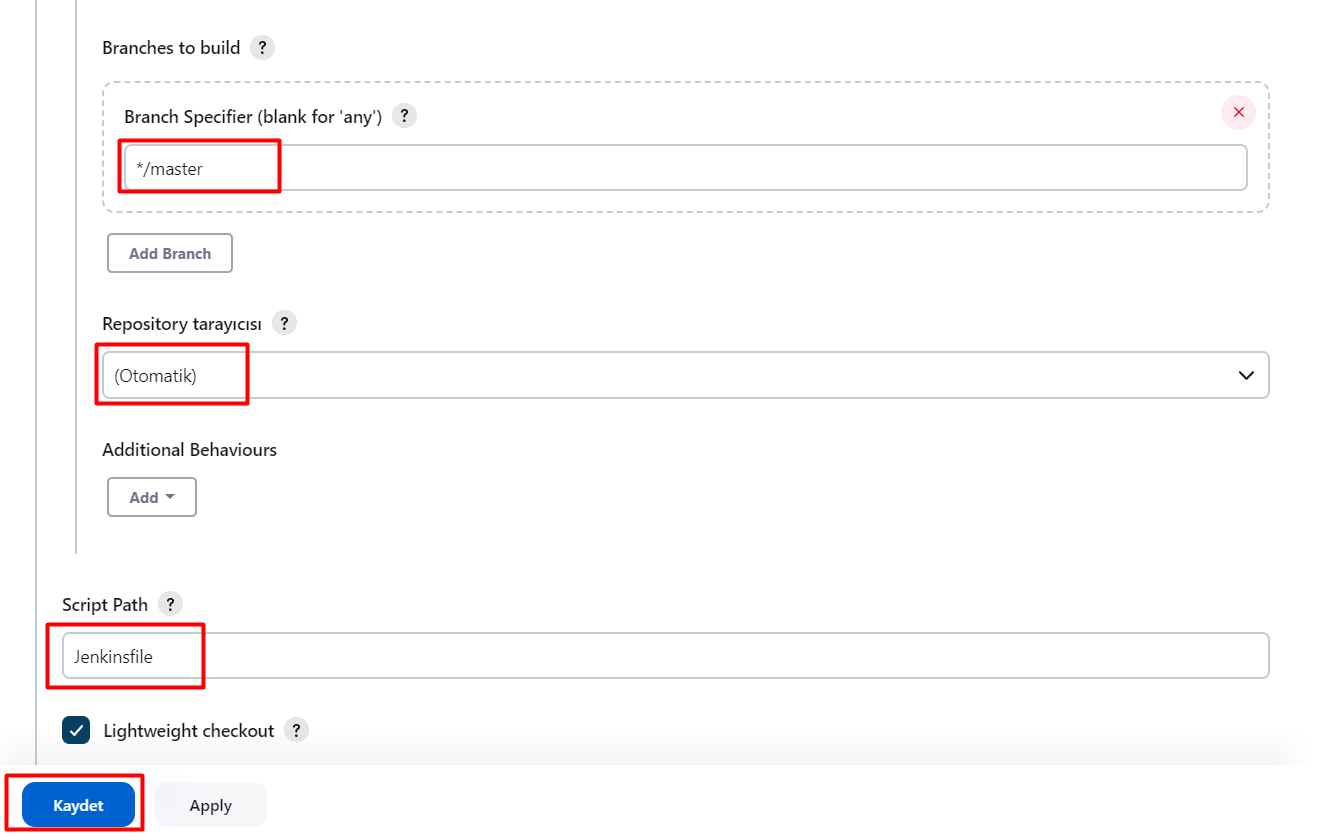 Branches to build ?
Branch Specifier (blank for 'any') ?
*/master
Add Branch
Repository tarayıcısı ?
(Otomatik)
Additional Behaviours
Add
Script Path ?
Jenkinsfile
Lightweight checkout ?
Kaydet Apply